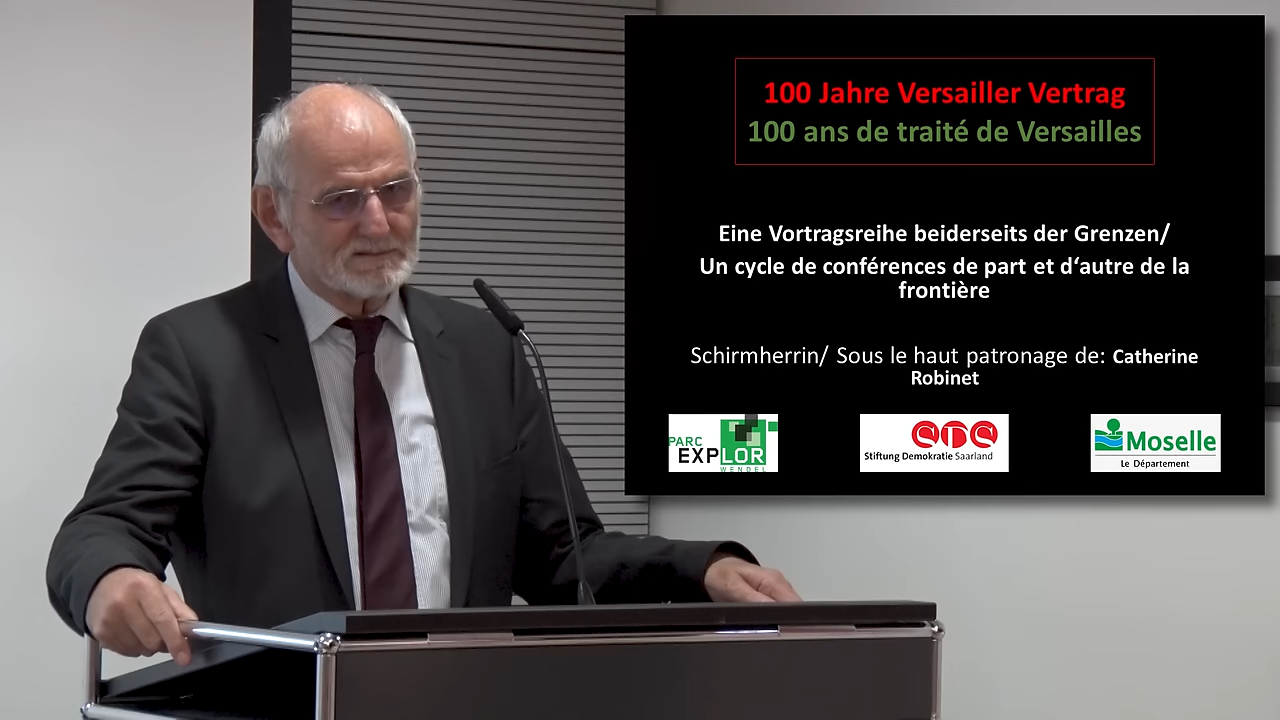 100 Jahre Versailler Vertrag
100 ans de traité de Versailles
Eine Vortragsreihe beiderseits der Grenzen/
Un cycle de conférences de part et d‘autre de la
frontière
Schirmherrin/ Sous le haut patronage de: Catherine
Robinet
PARC
EXPLOR
WENDEL
SDS
Stiftung Demokratie Saarland
Moselle
Le Département